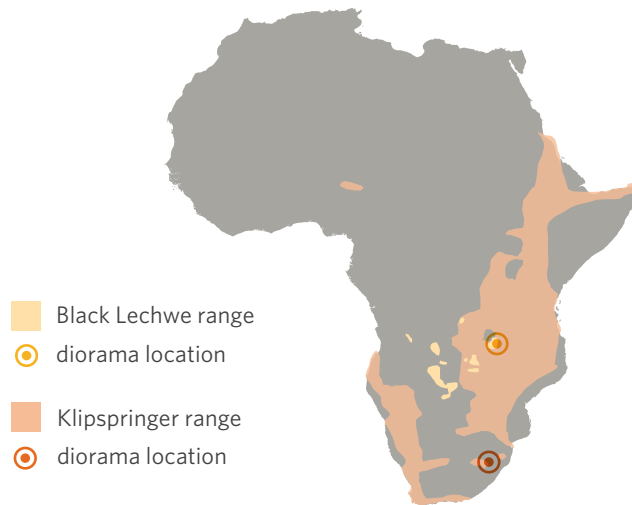 Black Lechwe range
diorama location
Klipspringer range
diorama location